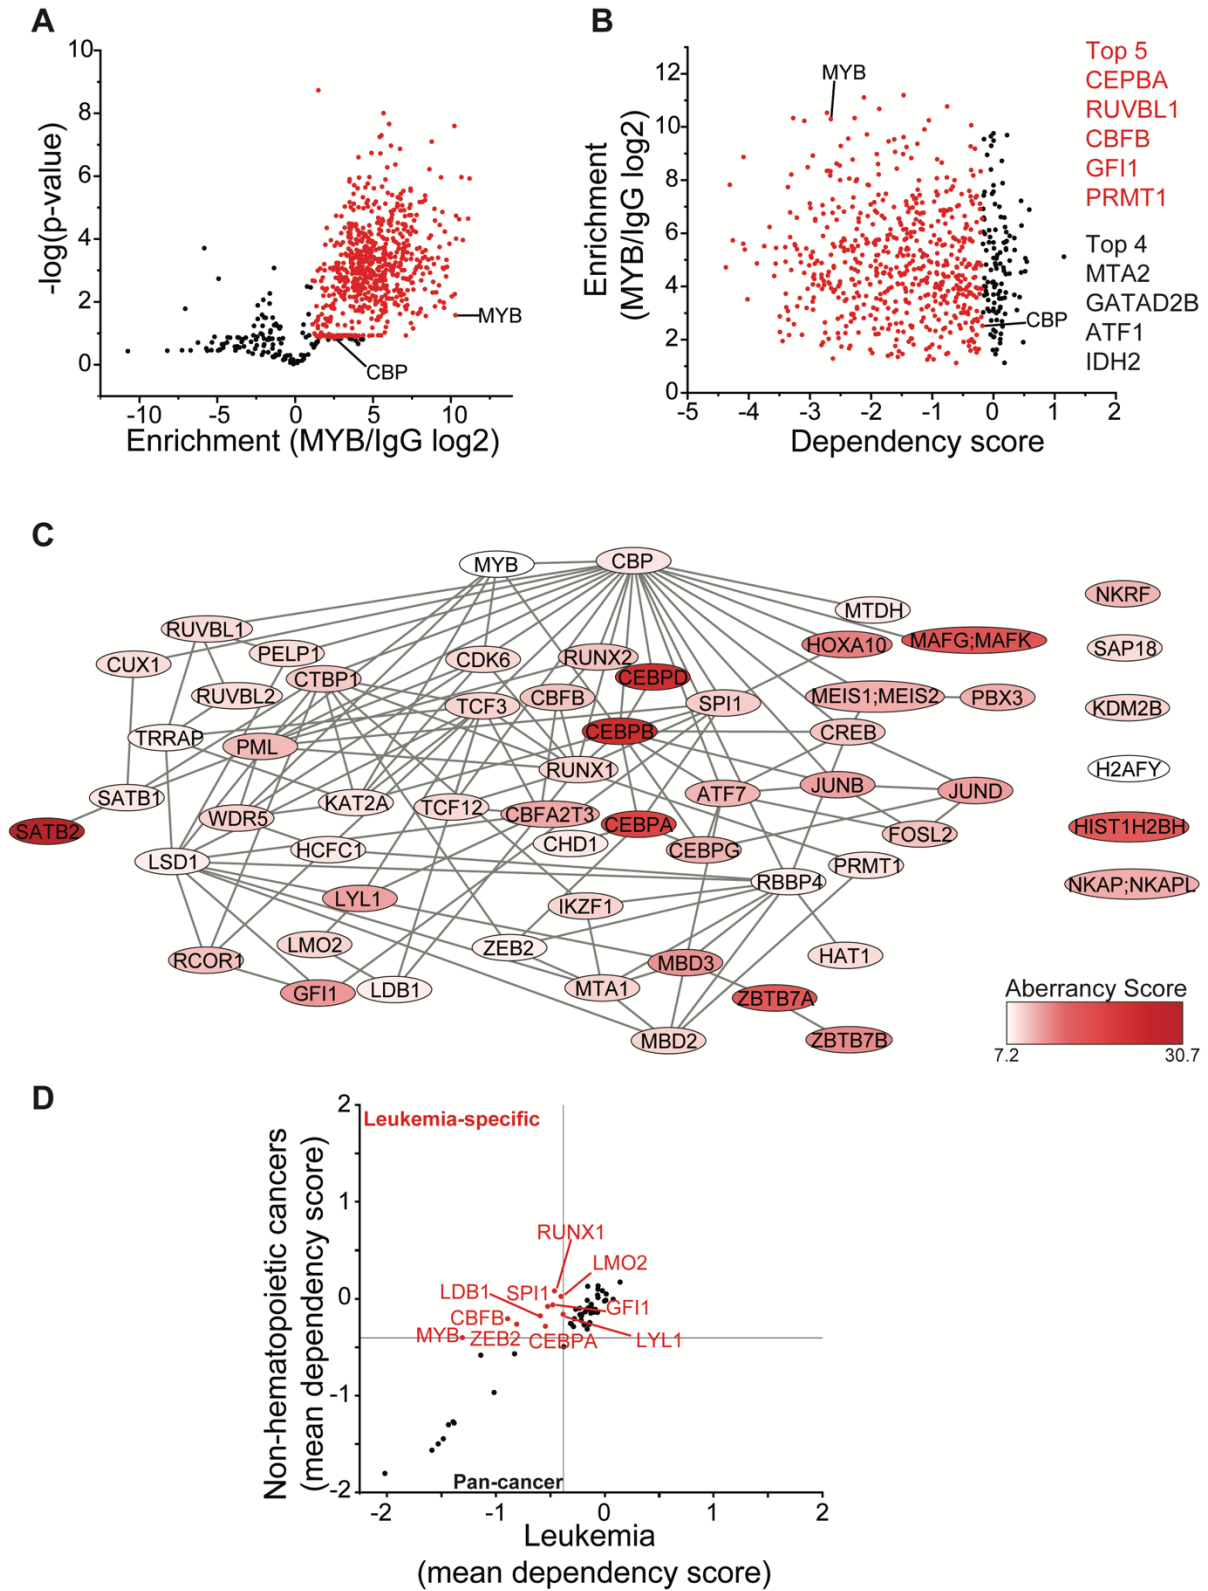 A
10
8
6
4
2
0
-log(p-value)
MYB
CBP
-10
-5
0
5
10
Enrichment (MYB/IgG log2)
B
12
10
8
6
4
2
0
Enrichment
(MYB/IgG log2)
MYB
CBP
-5
-4
-3
-2
-1
0
1
2
Dependency score
Top 5
CEPBA
RUVBL1
CBFB
GFI1
PRMT1
Top 4
MTA2
GATAD2B
ATF1
IDH2
C
MYB
CBP
NKRF
MTDH
RUVBL1
HOXA10
MAFG;MAFK
SAP18
CUX1
PELP1
CDK6
RUNX2
CTBP1
CEBPD
RUVBL2
CBFB
MEIS1;MEIS2
PBX3
TCF3
SPI1
KDM2B
TRRAP
PML
CEBPB
CREB
RUNX1
H2AFY
SATB1
KAT2A
TCF12
ATF7
JUNB
JUND
WDR5
CBFA2T3
CEBPA
SATB2
FOSL2
HIST1H2BH
LSD1
HCFC1
CHD1
CEBPG
PRMT1
RBBP4
NKAP;NKAPL
LYL1
IKZF1
LMO2
ZEB2
HAT1
RCOR1
MBD3
GFI1
LDB1
MTA1
ZBTB7A
MBD2
ZBTB7B
Aberrancy Score
7.2
30.7
D
2
1
0
-1
-2
Non-hematopoietic cancers
(mean dependency score)
Leukemia-specific
RUNX1
LMO2
LDB1
SPI1
GFI1
CBFB
MYB
ZEB2
CEBPA
LYL1
Pan-cancer
-2
-1
0
1
2
Leukemia
(mean dependency score)